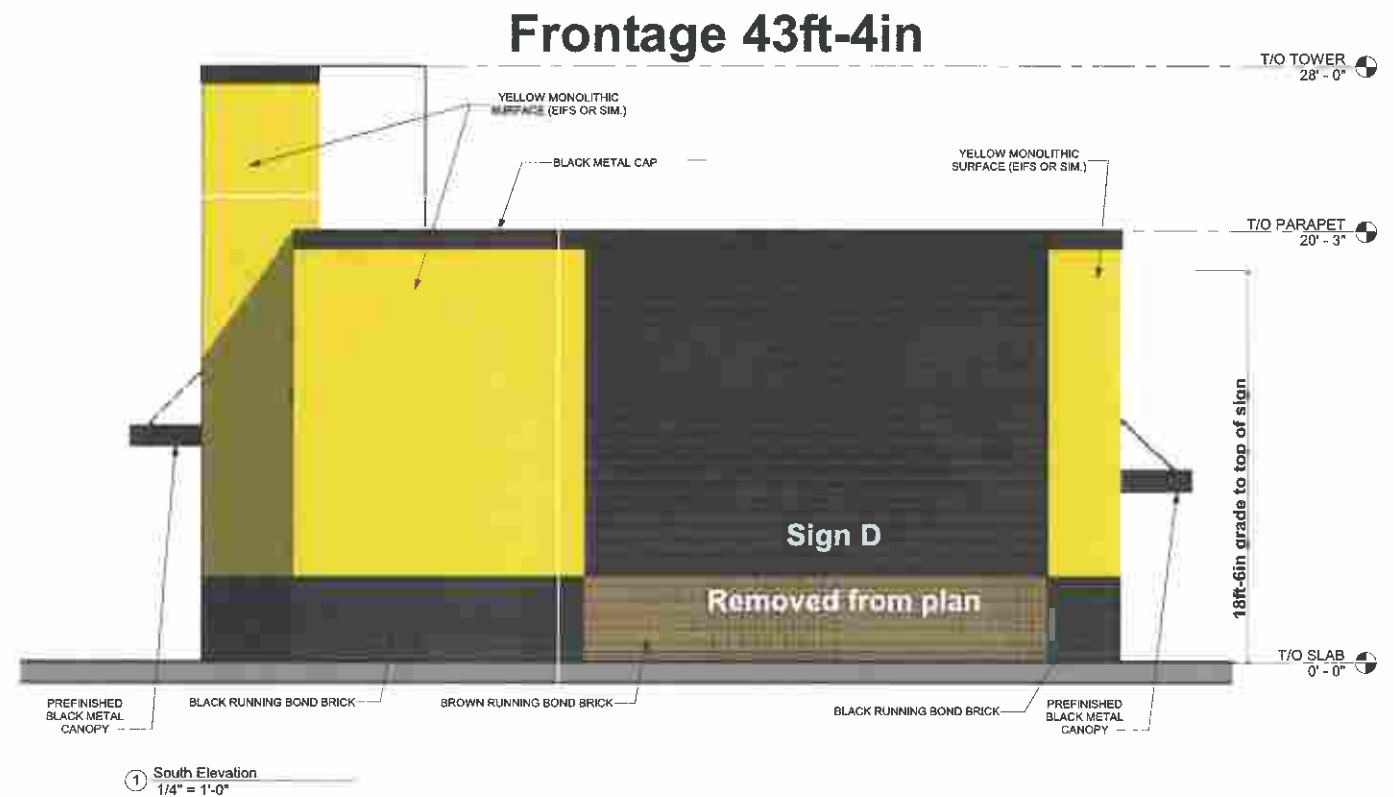 Frontage 43ft-4in
T/O TOWER
28' - 0"
YELLOW MONOLITHIC
SURFACE (EIFS OR SIM.)
BLACK METAL CAP
YELLOW MONOLITHIC
SURFACE (EIFS OR SIM.)
T/O PARAPET
20' - 3"
18ft-6in grade to top of sign
Sign D
Removed from plan
T/O SLAB
0' - 0"
PREFINISHED
BLACK METAL
CANOPY
BLACK RUNNING BOND BRICK
BROWN RUNNING BOND BRICK
BLACK RUNNING BOND BRICK
PREFINISHED
BLACK METAL
CANOPY
1 South Elevation
1/4" = 1'-0"